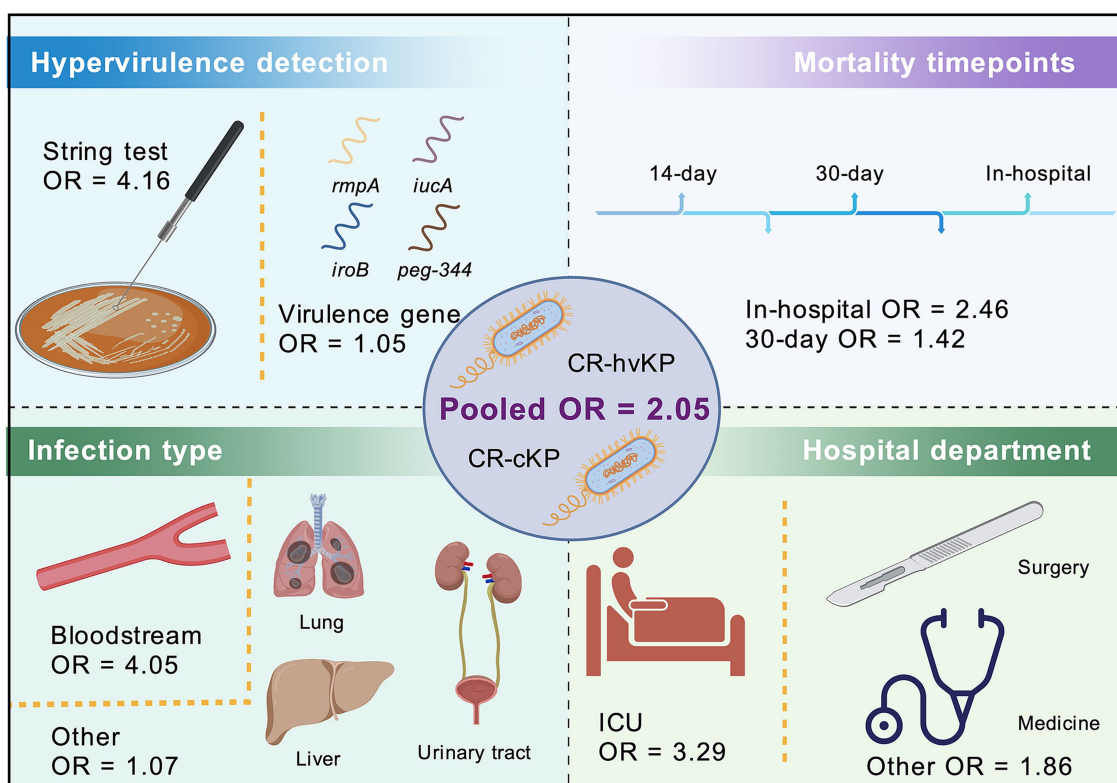 Hypervirulence detection
String test
OR = 4.16
rmpA
iucA
iroB
peg-344
Virulence gene
OR = 1.05
Mortality timepoints
14-day
30-day
In-hospital
In-hospital OR = 2.46
30-day OR = 1.42
CR-hvKP
Pooled OR = 2.05
CR-cKP
Infection type
Bloodstream
OR = 4.05
Other
OR = 1.07
Lung
Liver
Urinary tract
Hospital department
ICU
OR = 3.29
Surgery
Medicine
Other OR = 1.86